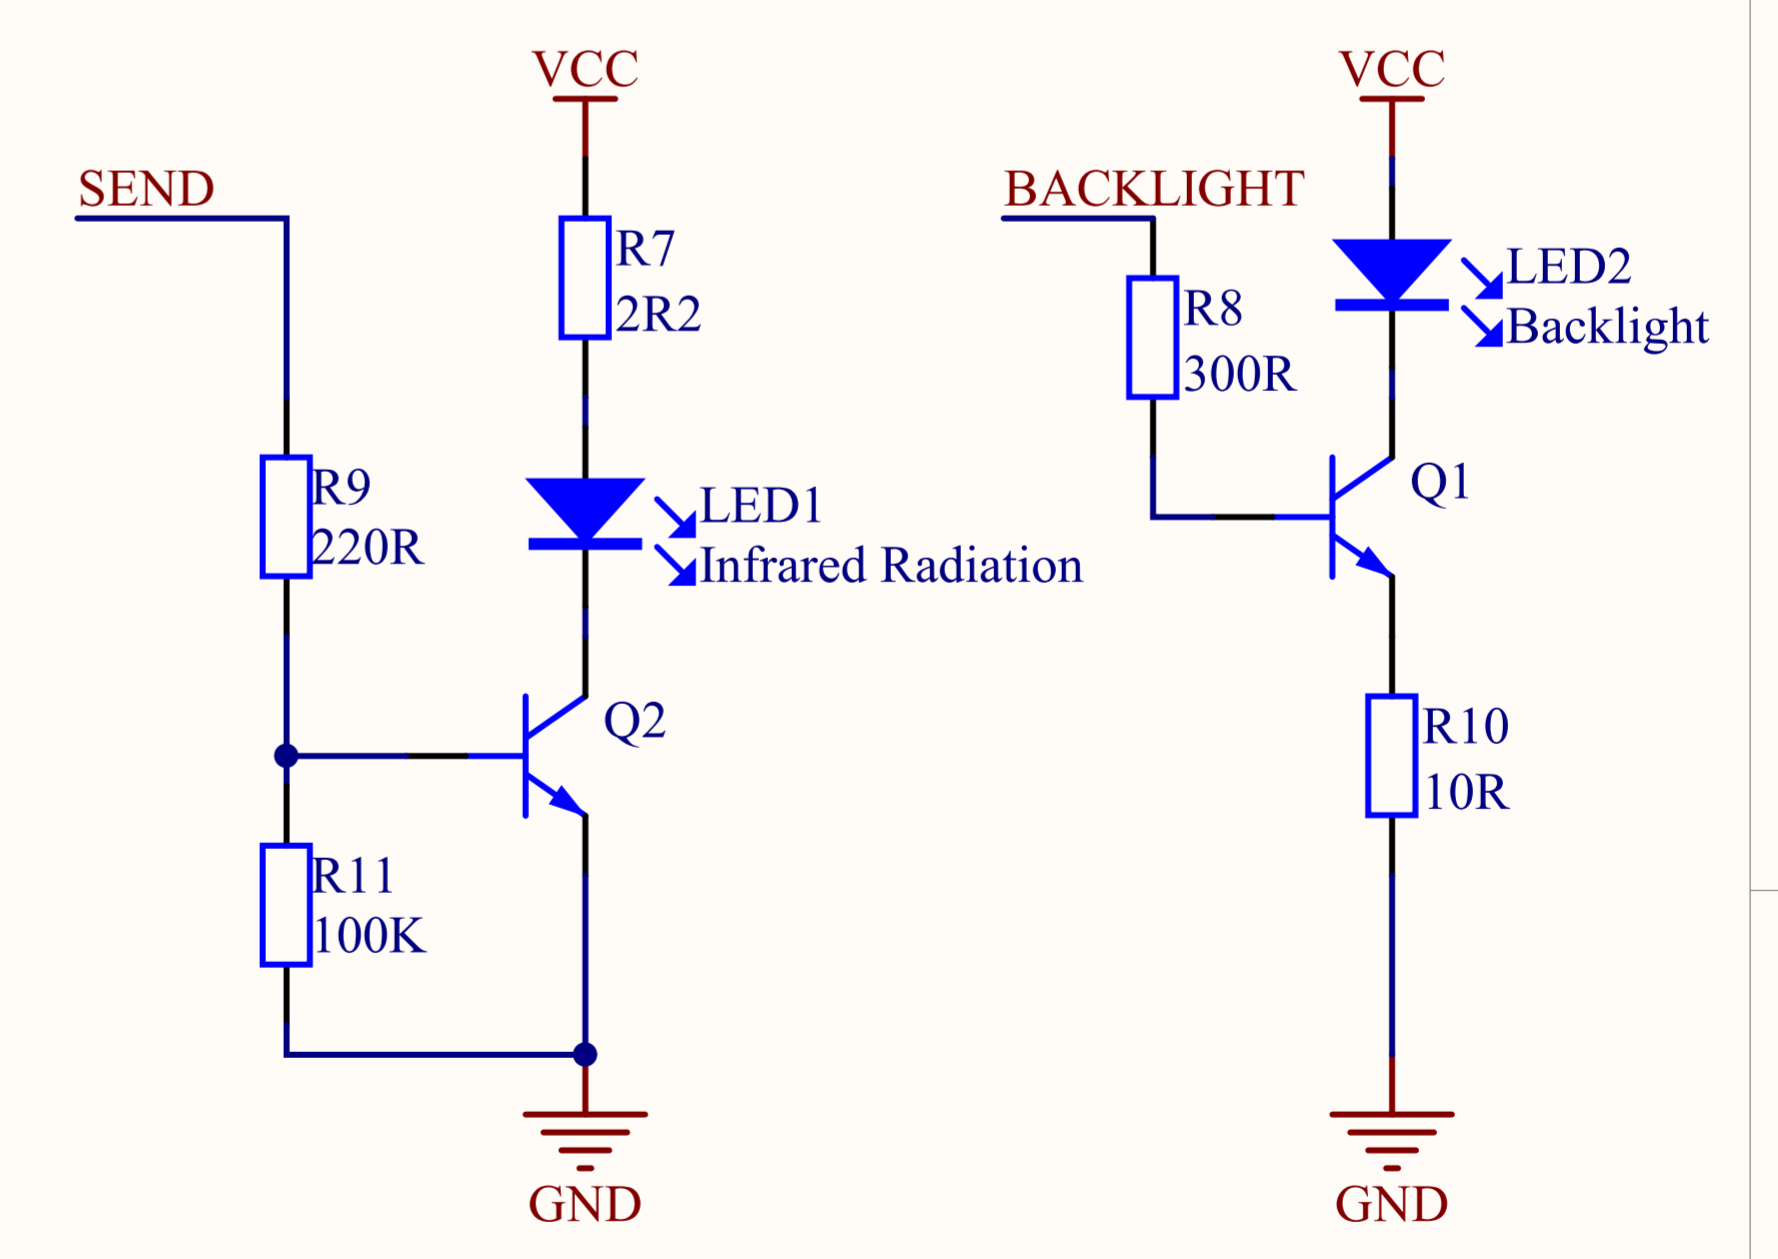 VCC
SEND
R7
2R2
R9
220R
LED1
Infrared Radiation
Q2
R11
100K
GND
VCC
BACKLIGHT
R8
300R
LED2
Backlight
Q1
R10
10R
GND